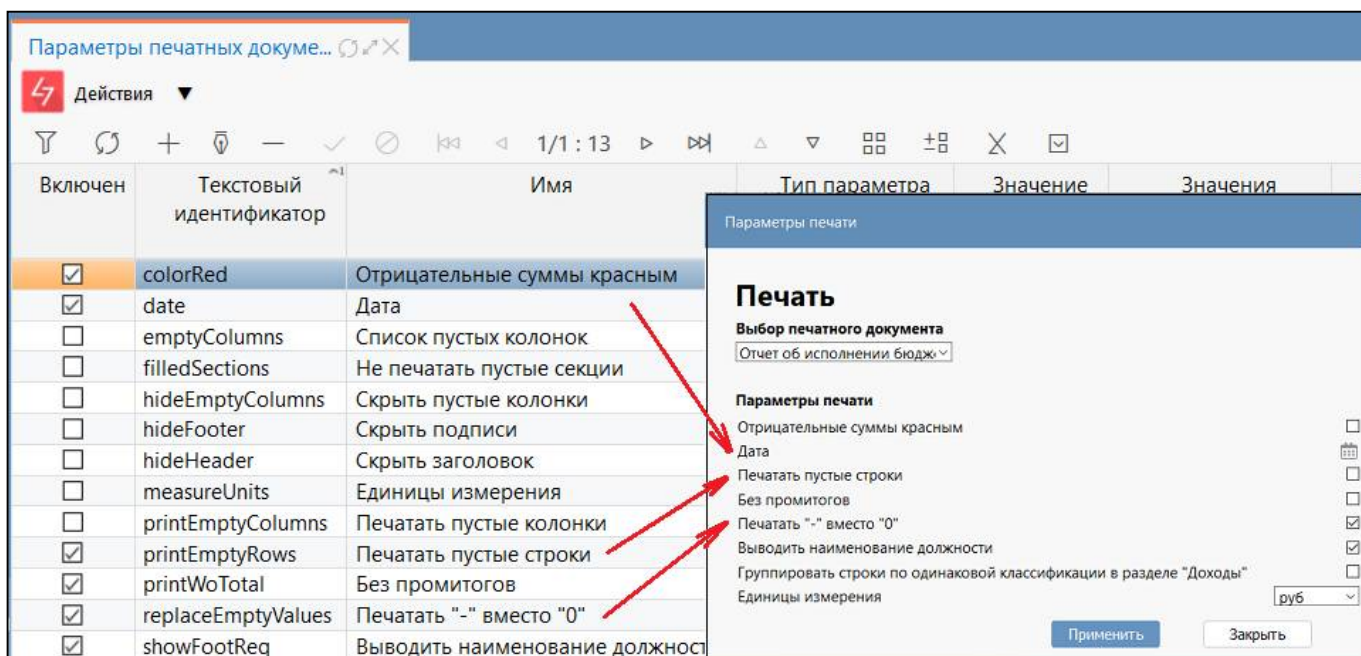 Параметры печатных докуме...
Действия ▼
1/1 : 13
Включен Текстовый идентификатор Имя Тип параметра Значение Значения
colorRed Отрицательные суммы красным
date Дата
emptyColumns Список пустых колонок
filledSections Не печатать пустые секции
hideEmptyColumns Скрыть пустые колонки
hideFooter Скрыть подписи
hideHeader Скрыть заголовок
measureUnits Единицы измерения
printEmptyColumns Печатать пустые колонки
printEmptyRows Печатать пустые строки
printWoTotal Без промитогов
replaceEmptyValues Печатать "-" вместо "0"
showFootReq Выводить наименование должност
Параметры печати
Печать
Выбор печатного документа
Отчет об исполнении бюдж
Параметры печати
Отрицательные суммы красным
Дата
Печатать пустые строки
Без промитогов
Печатать "-" вместо "0"
Выводить наименование должности
Группировать строки по одинаковой классификации в разделе "Доходы"
Единицы измерения руб
Применить Закрыть